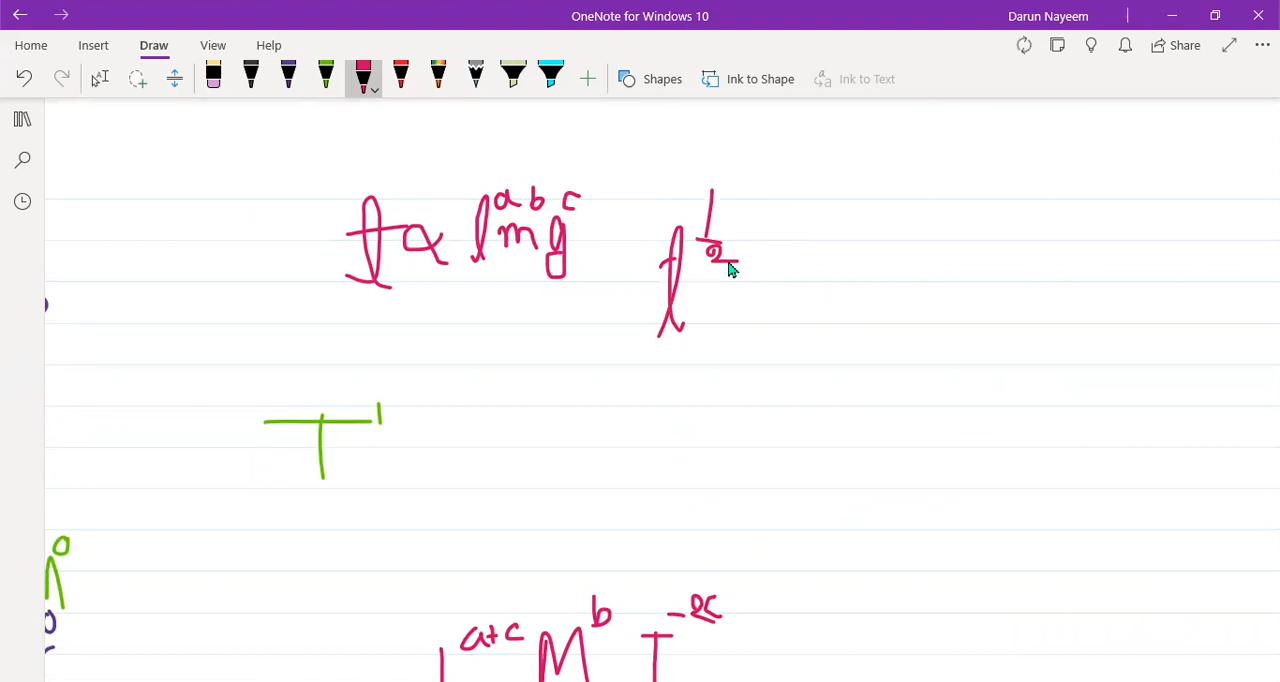 OneNote for Windows 10
Darun Nayeem
Home Insert Draw View Help
Share
Shapes Ink to Shape Ink to Text
t α l^a m^b g^c l^1/2
T^1
0
L^a+c M^b T^-2c